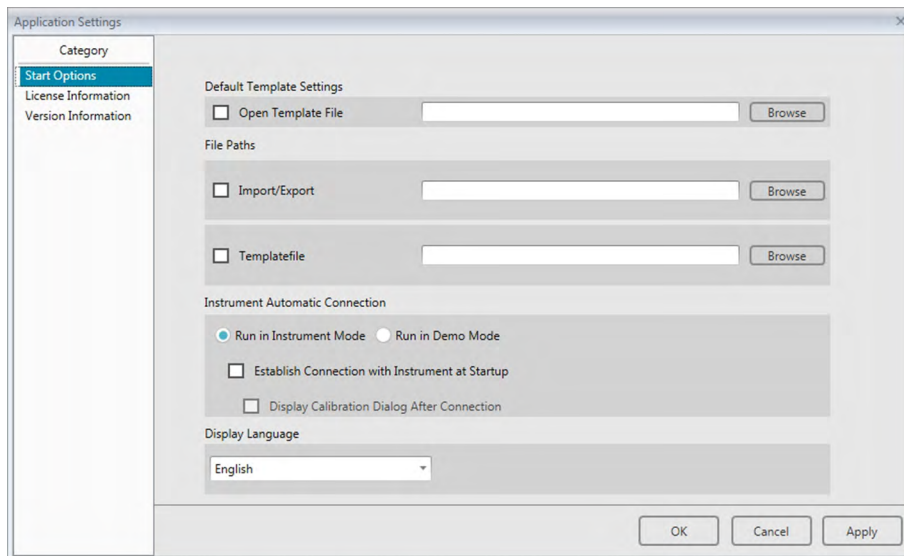 Application Settings
Category
Start Options
License Information
Version Information
Default Template Settings
Open Template File
Browse
File Paths
Import/Export
Browse
Templatefile
Browse
Instrument Automatic Connection
Run in Instrument Mode
Run in Demo Mode
Establish Connection with Instrument at Startup
Display Calibration Dialog After Connection
Display Language
English
OK
Cancel
Apply